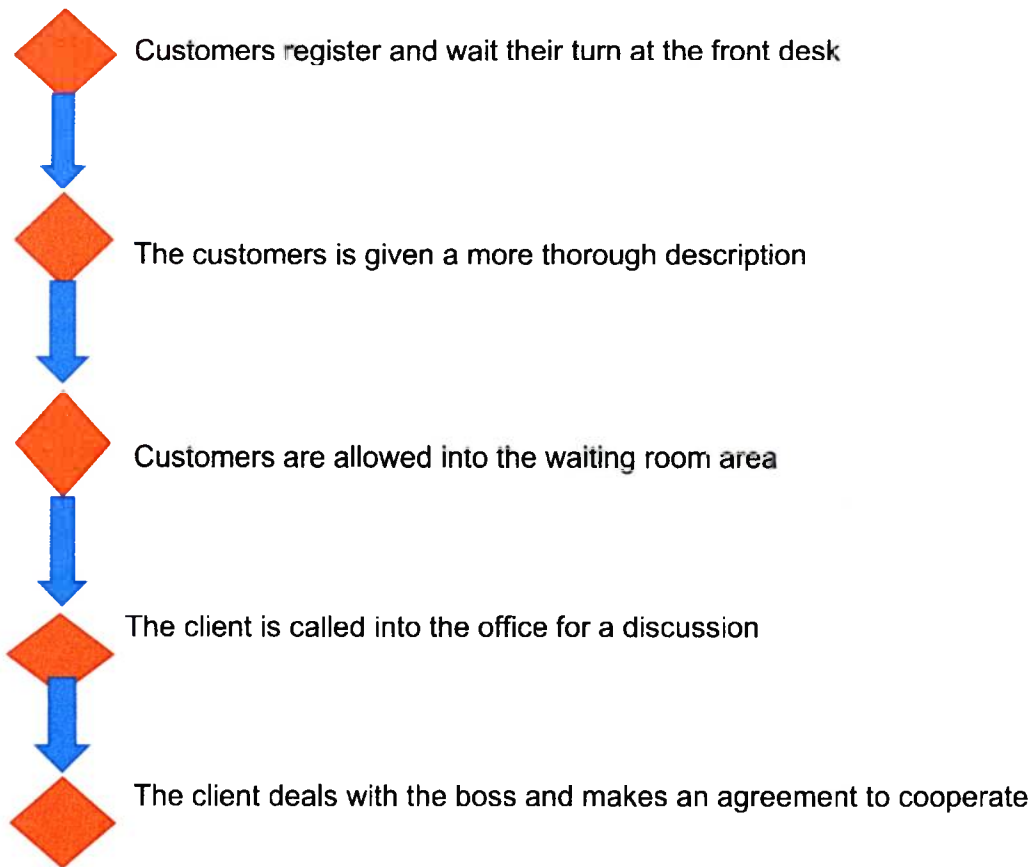 Customers register and wait their turn at the front desk
The customers is given a more thorough description
Customers are allowed into the waiting room area
The client is called into the office for a discussion
The client deals with the boss and makes an agreement to cooperate